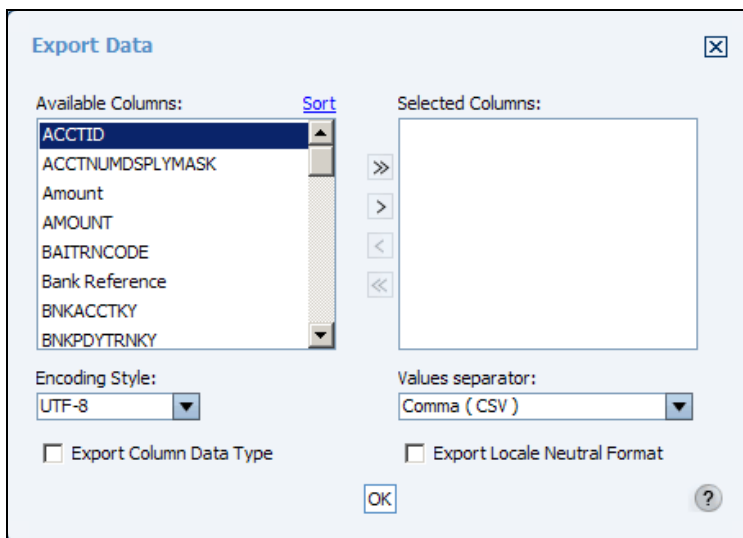 Export Data
Available Columns:
Sort
Selected Columns:
ACCTID
ACCTNUMDSPLYMASK
Amount
AMOUNT
BAITRNCODE
Bank Reference
BNKACCTKY
BNKPDYTRNKY
Encoding Style:
Values separator:
UTF-8
Comma ( CSV )
Export Column Data Type
Export Locale Neutral Format
OK
?